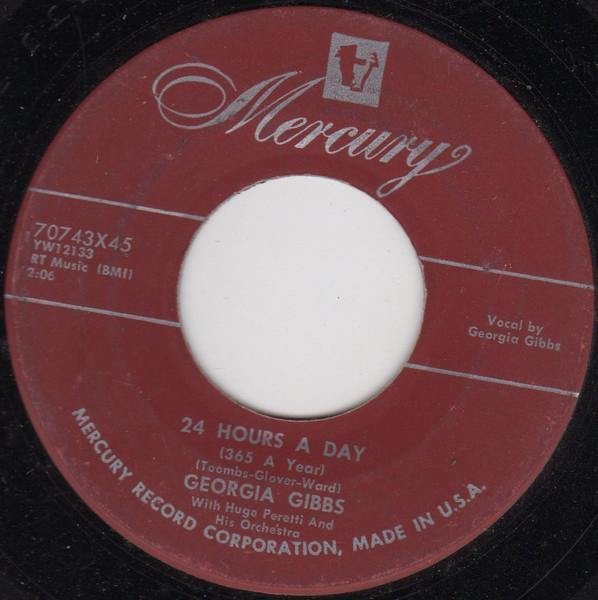 Mercury
70743X45
YW12133
RT Music (BMI)
2:06
Vocal by
Georgia Gibbs
24 HOURS A DAY
(365 A Year)
(Toombs-Glover-Ward)
GEORGIA GIBBS
With Hugo Peretti And
His Orchestra
MERCURY RECORD CORPORATION, MADE IN U.S.A.